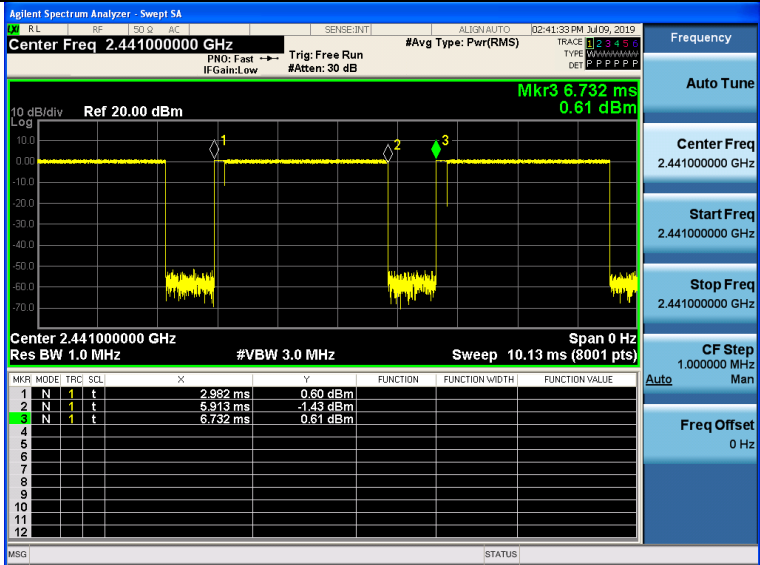 Agilent Spectrum Analyzer - Swept SA
LXI RL RF 50 Ω AC SENSE:INT ALIGN AUTO 02:41:33 PM Jul 09, 2019
Center Freq 2.441000000 GHz #Avg Type: Pwr(RMS) TRACE 1 2 3 4 5 6
PNO: Fast Trig: Free Run TYPE WWWWWW
IFGain:Low #Atten: 30 dB DET P P P P P P
Mkr3 6.732 ms
0.61 dBm
10 dB/div Ref 20.00 dBm
Log
10.0
0.00
-10.0
-20.0
-30.0
-40.0
-50.0
-60.0
-70.0
1
2
3
Center 2.441000000 GHz Span 0 Hz
Res BW 1.0 MHz #VBW 3.0 MHz Sweep 10.13 ms (8001 pts)
MKR MODE TRC SCL X Y FUNCTION FUNCTION WIDTH FUNCTION VALUE
1 N 1 t 2.982 ms 0.60 dBm
2 N 1 t 5.913 ms -1.43 dBm
3 N 1 t 6.732 ms 0.61 dBm
4
5
6
7
8
9
10
11
12
MSG STATUS
Frequency
Auto Tune
Center Freq
2.441000000 GHz
Start Freq
2.441000000 GHz
Stop Freq
2.441000000 GHz
CF Step
1.000000 MHz
Auto Man
Freq Offset
0 Hz